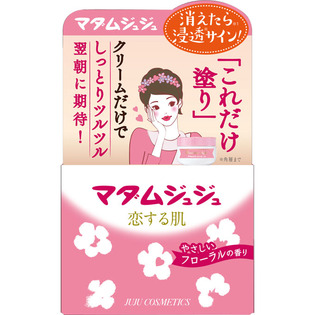 マダムジュジュ
消えたら
浸透サイン!
「これだけ
塗り」
※角層まで
クリームだけで
しっとりツルツル
翌朝に期待!
マダムジュジュ
恋する肌
やさしい
フローラルの香り
JUJU COSMETICS